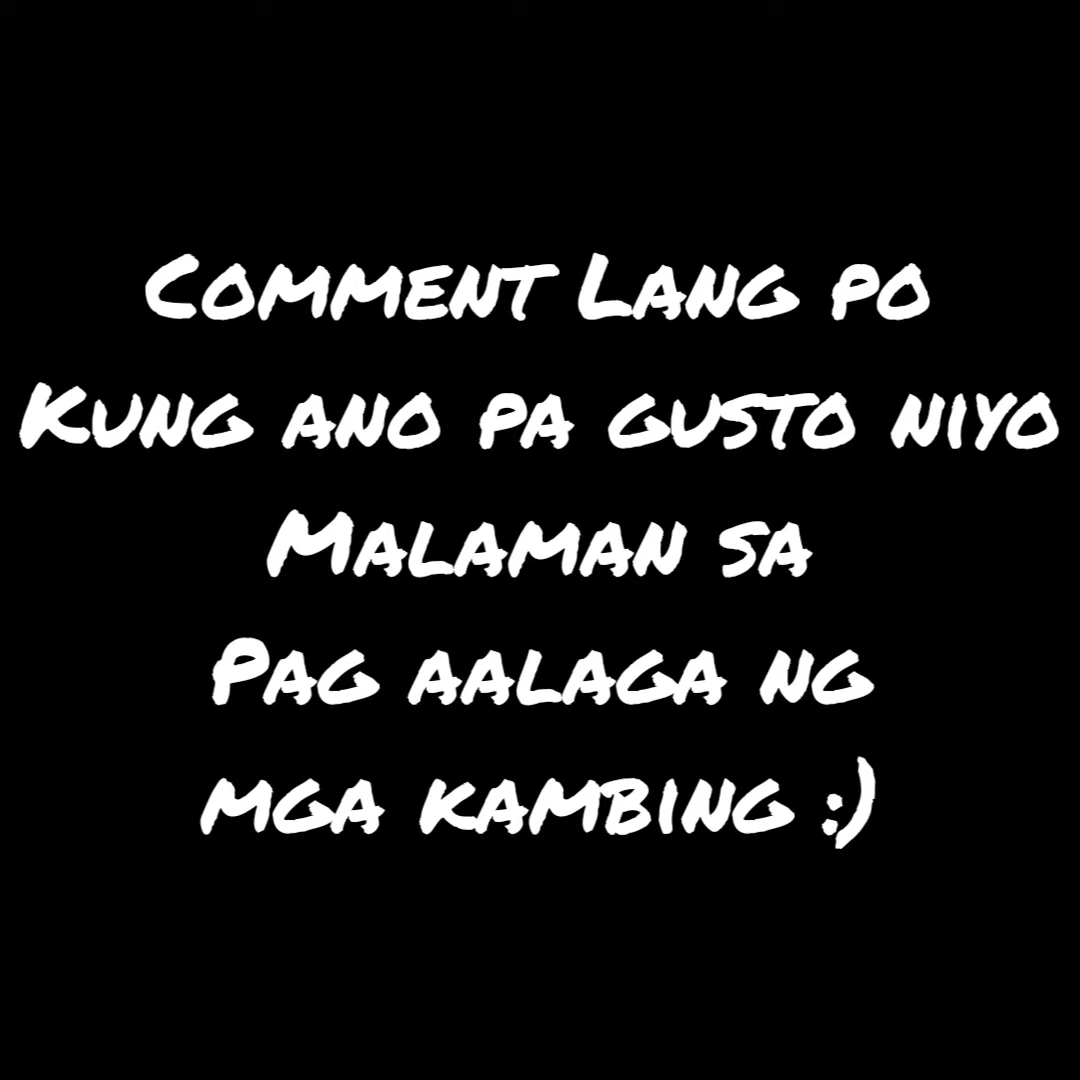 Comment Lang po
Kung ano pa gusto niyo
Malaman sa
Pag aalaga ng
mga kambing :)